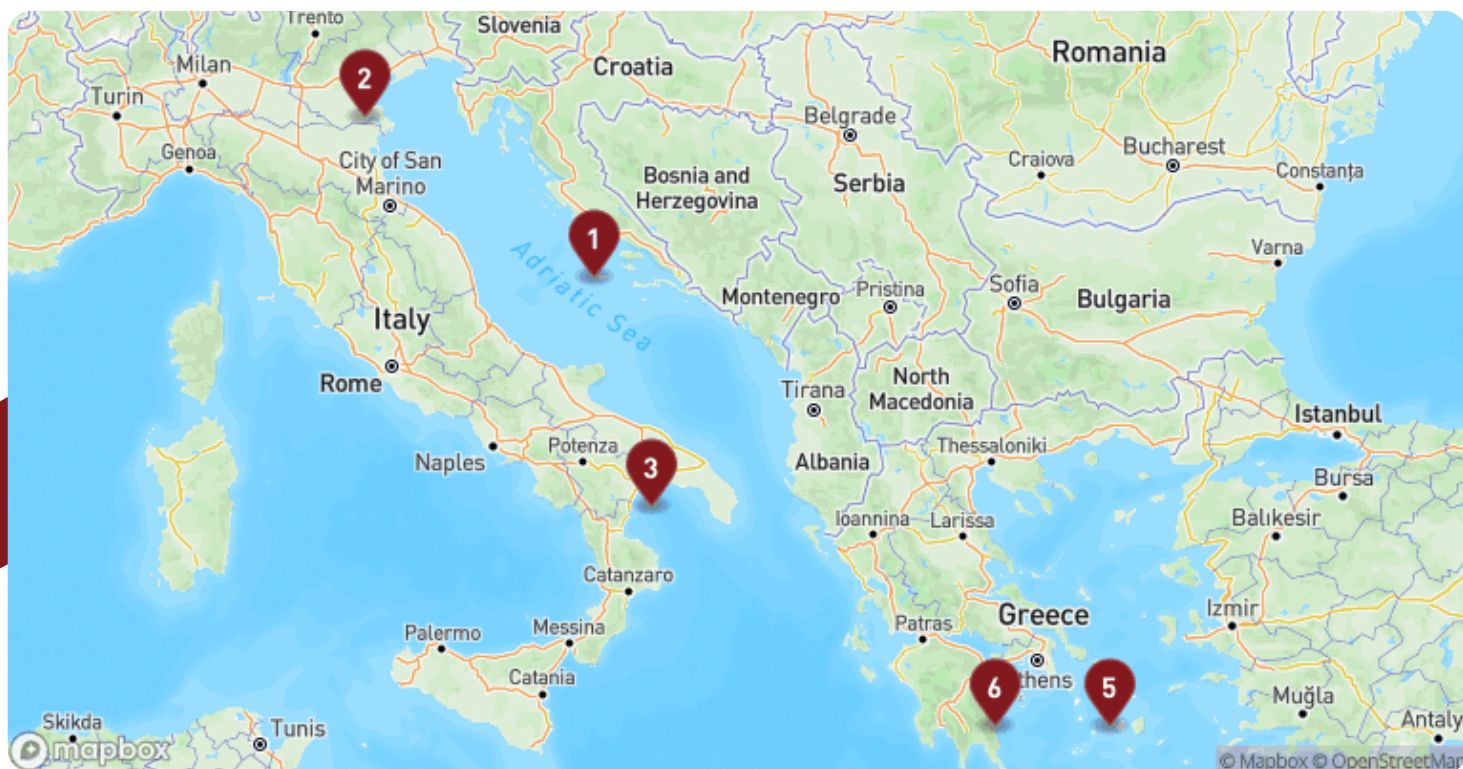 Trento
Slovenia
Romania
Milan
2
Croatia
Turin
Belgrade
Genoa
City of San
Marino
Craiova
Bucharest
Constanța
Bosnia and
Herzegovina
Serbia
1
Adriatic Sea
Varna
Montenegro
Pristina
Sofia
Bulgaria
Italy
Rome
Tirana
North
Macedonia
Istanbul
Naples
Potenza
3
Albania
Thessaloniki
Bursa
Ioannina
Larissa
Balıkesir
Catanzaro
Greece
Izmir
Palermo
Messina
Patras
Catania
6
thens
5
Muğla
Skikda
Tunis
Antaly
mapbox
© Mapbox © OpenStreetMap